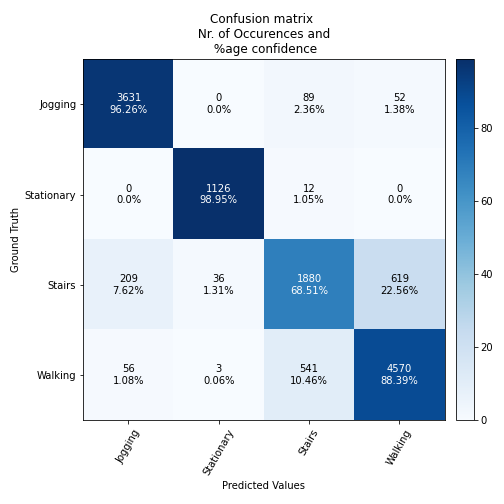 Confusion matrix
Nr. of Occurences and
%age confidence
Ground Truth
Jogging
3631
96.26%
0
0.0%
89
2.36%
52
1.38%
Stationary
0
0.0%
1126
98.95%
12
1.05%
0
0.0%
Stairs
209
7.62%
36
1.31%
1880
68.51%
619
22.56%
Walking
56
1.08%
3
0.06%
541
10.46%
4570
88.39%
Jogging
Stationary
Stairs
Walking
Predicted Values
80
60
40
20
0